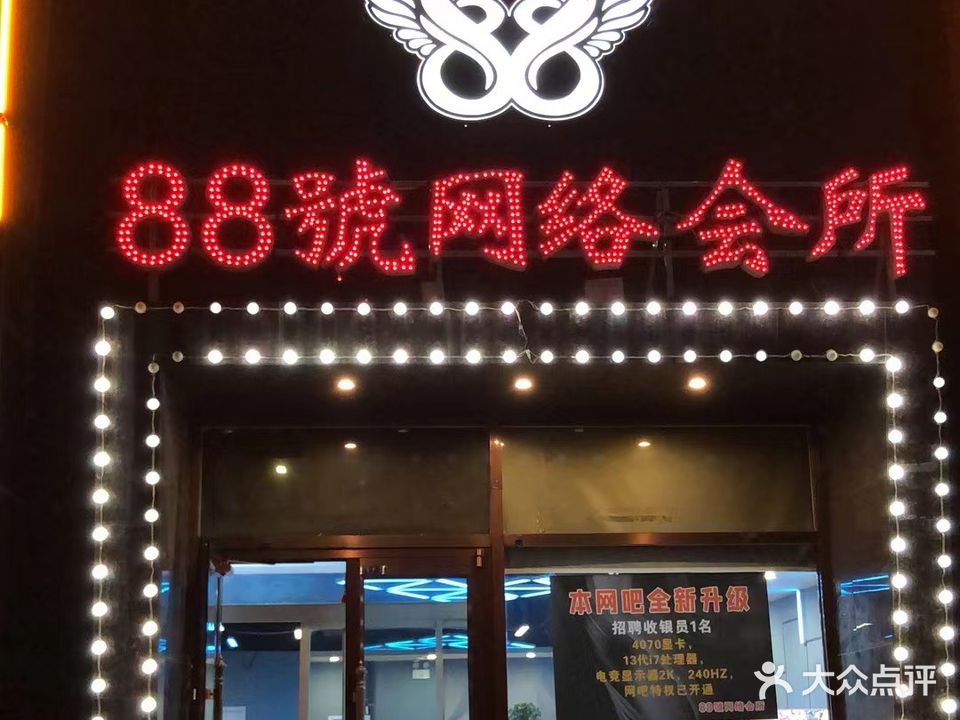 88
88號网络会所
本网吧全新升级
招聘收银员1名
4070显卡，
13代i7处理器，
电竞显示器2K、240HZ，
网吧特权已开通
88號网络会所
大众点评